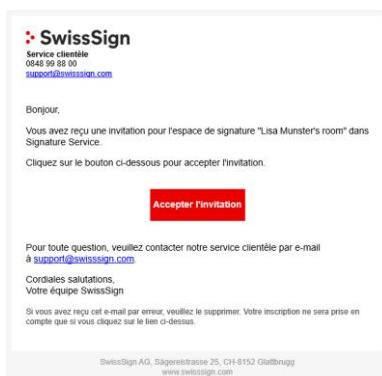 SwissSign
Service clientèle
0848 99 88 00
support@swisssign.com
Bonjour,
Vous avez reçu une invitation pour l'espace de signature "Lisa Munster's room" dans
Signature Service.
Cliquez sur le bouton ci-dessous pour accepter l'invitation.
Accepter l'invitation
Pour toute question, veuillez contacter notre service clientèle par e-mail
à support@swisssign.com.
Cordiales salutations,
Votre équipe SwissSign
Si vous avez reçu cet e-mail par erreur, veuillez le supprimer. Votre inscription ne sera prise en
compte que si vous cliquez sur le lien ci-dessus.
SwissSign AG, Sägereistrasse 25, CH-8152 Glattbrugg
www.swisssign.com